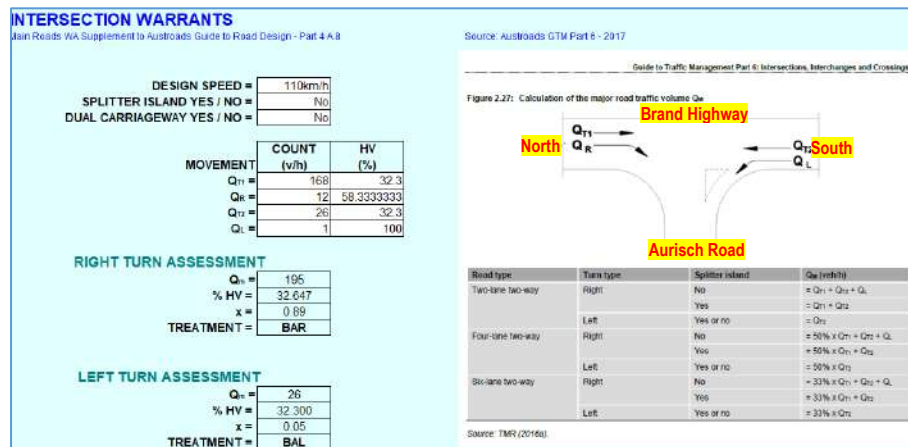 INTERSECTION WARRANTS
Main Roads WA Supplement to Austroads Guide to Road Design - Part 4 A.8
DESIGN SPEED = 110km/h
SPLITTER ISLAND YES / NO = No
DUAL CARRIAGEWAY YES / NO = No
MOVEMENT COUNT (v/h) HV (%)
QT1 = 168 32.3
QR = 12 58.3333333
QT2 = 26 32.3
QL = 1 100
RIGHT TURN ASSESSMENT
Qm = 195
% HV = 32.647
x = 0.89
TREATMENT = BAR
LEFT TURN ASSESSMENT
Qm = 26
% HV = 32.300
x = 0.05
TREATMENT = BAL
Source: Austroads GTM Part 6 - 2017
Guide to Traffic Management Part 6: Intersections, Interchanges and Crossings
Figure 2.27: Calculation of the major road traffic volume QM
Brand Highway
North
QT1
QR
QT2
South
QL
Aurisch Road
Road type Turn type Splitter island QM (veh/h)
Two-lane two-way Right No = QT1 + QT2 + QL
Yes = QT1 + QT2
Left Yes or no = QT2
Four-lane two-way Right No = 50% x QT1 + QT2 + QL
Yes = 50% x QT1 + QT2
Left Yes or no = 50% x QT2
Six-lane two-way Right No = 33% x QT1 + QT2 + QL
Yes = 33% x QT1 + QT2
Left Yes or no = 33% x QT2
Source: TMR (2016a).